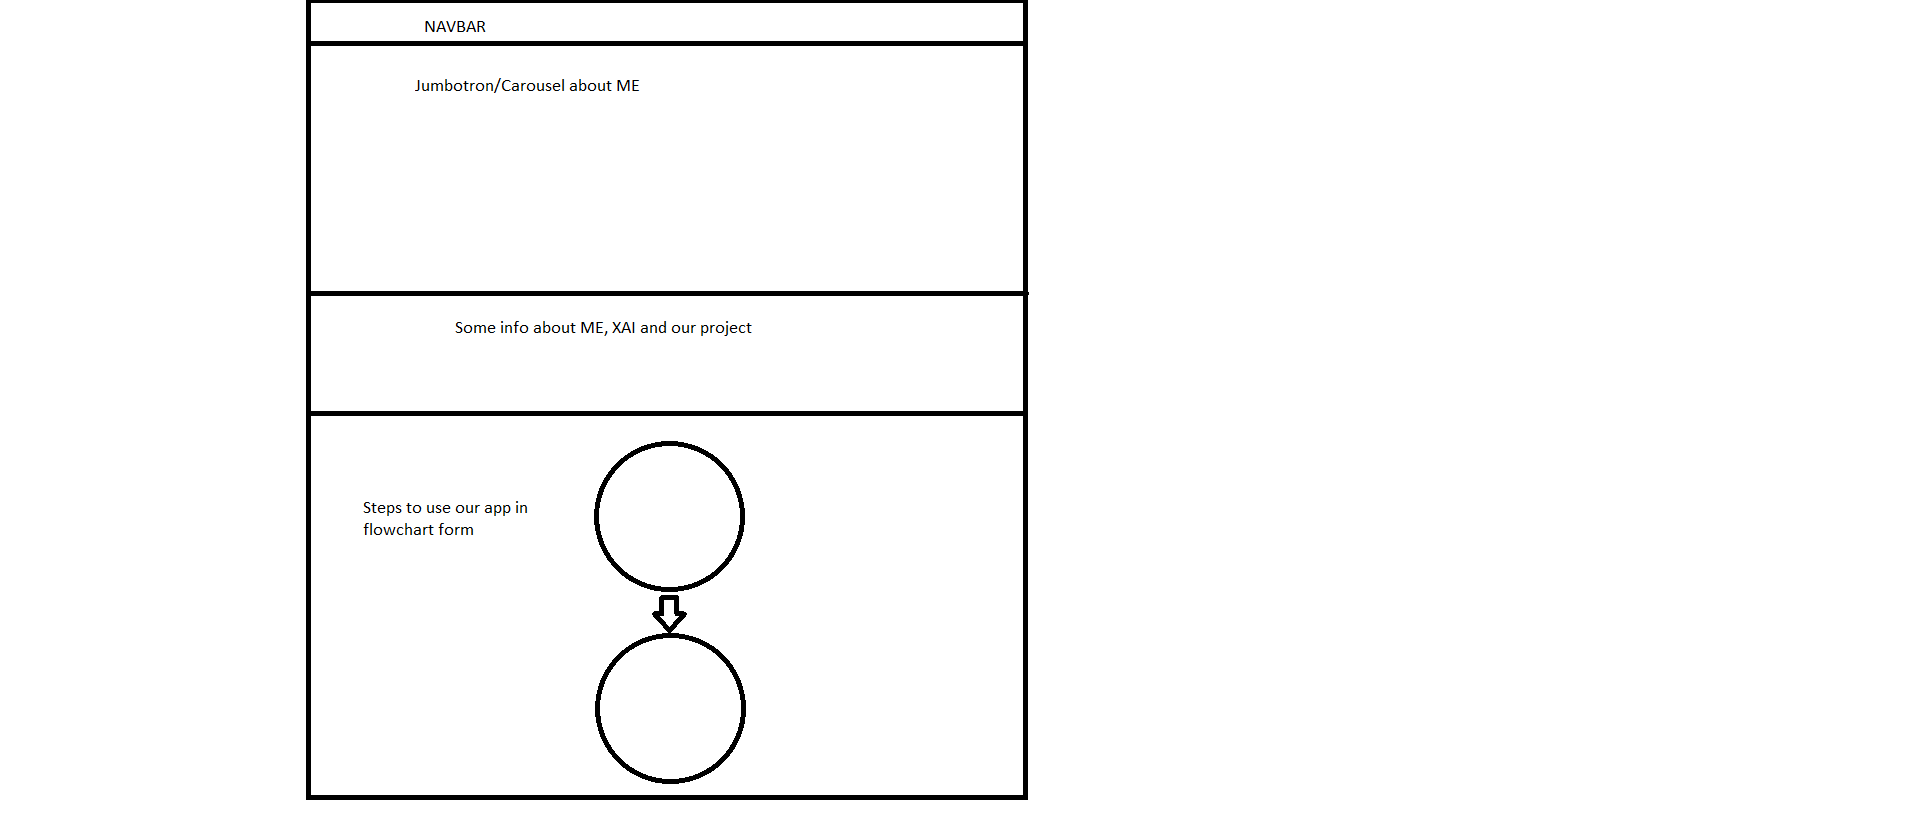 NAVBAR
Jumbotron/Carousel about ME
Some info about ME, XAI and our project
Steps to use our app in
flowchart form